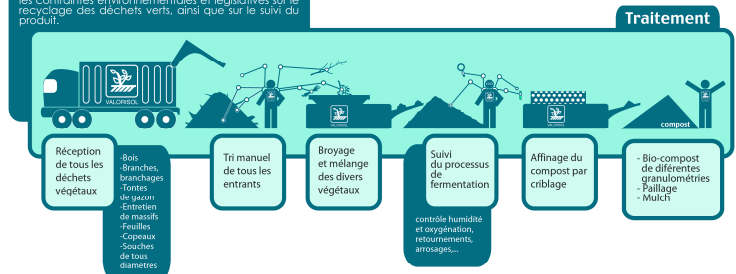 les contraintes environnementales et législatives sur le
recyclage des déchets verts, ainsi que sur le suivi du
produit.
Traitement
VALORISOL
VALORISOL
VALORISOL
compost
Réception
de tous les
déchets
végétaux
-Bois
-Branches,
branchages
-Tontes
de gazon
-Entretien
de massifs
-Feuilles
-Copeaux
-Souches
de tous
diamètres
Tri manuel
de tous les
entrants
Broyage
et mélange
des divers
végétaux
Suivi
du processus
de
fermentation
contrôle humidité
et oxygénation,
retournements,
arrosages,...
Affinage du
compost par
criblage
- Bio-compost
de diférentes
granulométries
- Paillage
- Mulch